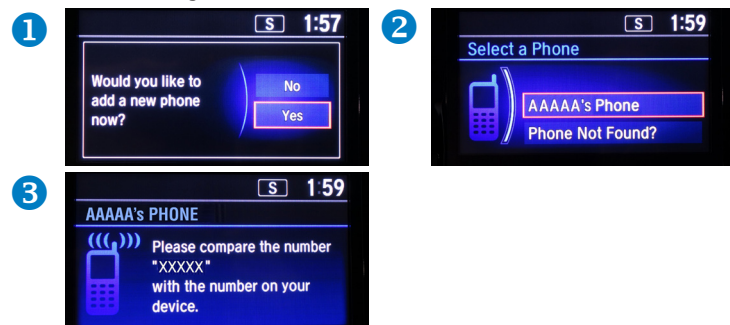 1
S 1:57
Would you like to
add a new phone
now?
No
Yes
2
S 1:59
Select a Phone
AAAAA's Phone
Phone Not Found?
3
S 1:59
AAAAA's PHONE
Please compare the number
"XXXXX"
with the number on your
device.